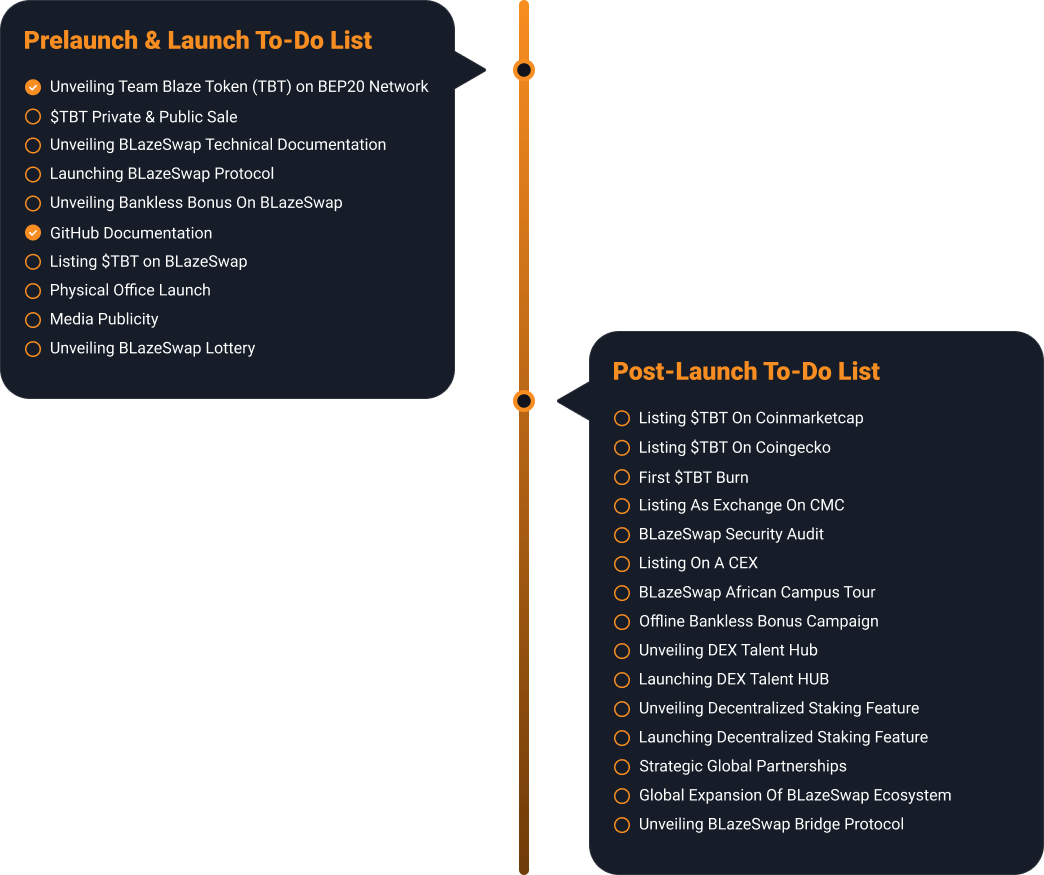 Prelaunch & Launch To-Do List
Unveiling Team Blaze Token (TBT) on BEP20 Network
$TBT Private & Public Sale
Unveiling BLazeSwap Technical Documentation
Launching BLazeSwap Protocol
Unveiling Bankless Bonus On BLazeSwap
GitHub Documentation
Listing $TBT on BLazeSwap
Physical Office Launch
Media Publicity
Unveiling BLazeSwap Lottery
Post-Launch To-Do List
Listing $TBT On Coinmarketcap
Listing $TBT On Coingecko
First $TBT Burn
Listing As Exchange On CMC
BLazeSwap Security Audit
Listing On A CEX
BLazeSwap African Campus Tour
Offline Bankless Bonus Campaign
Unveiling DEX Talent Hub
Launching DEX Talent HUB
Unveiling Decentralized Staking Feature
Launching Decentralized Staking Feature
Strategic Global Partnerships
Global Expansion Of BLazeSwap Ecosystem
Unveiling BLazeSwap Bridge Protocol